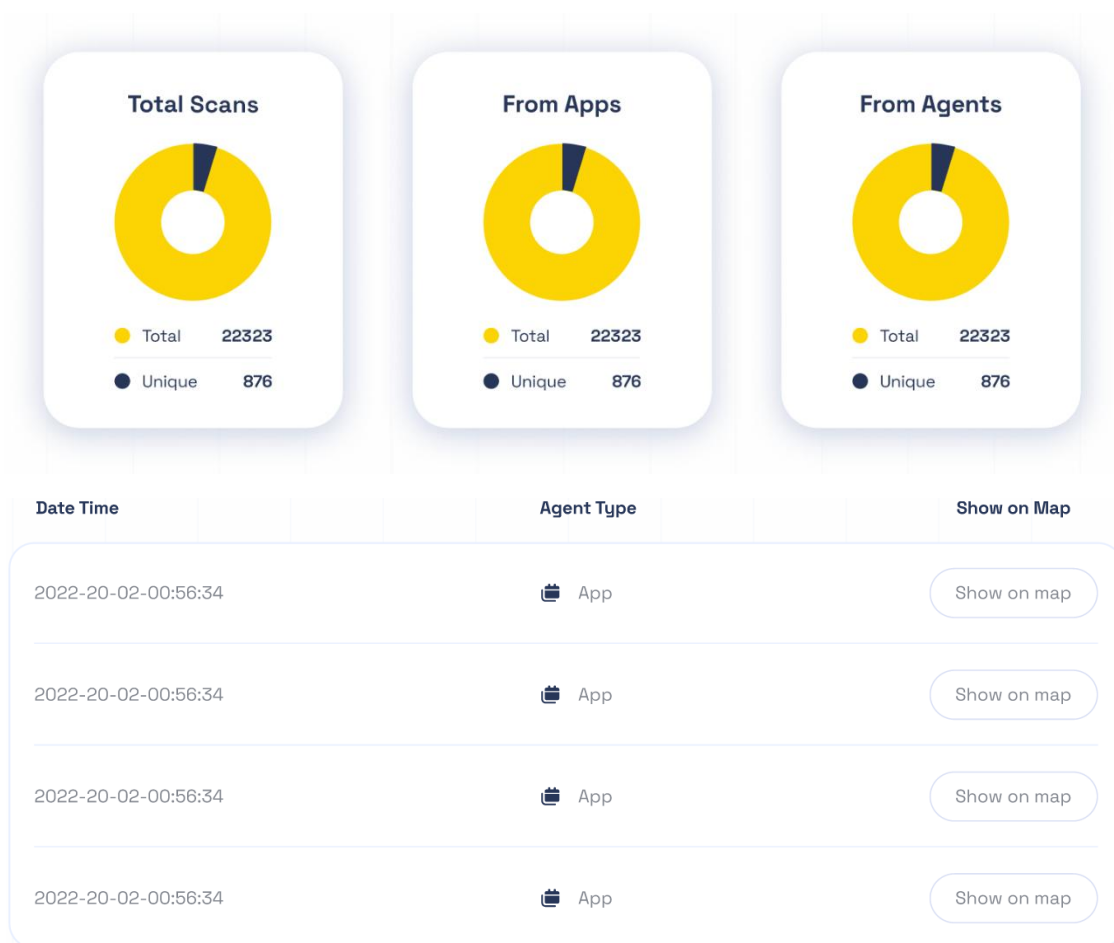 Total Scans
From Apps
From Agents
Total 22323
Total 22323
Total 22323
Unique 876
Unique 876
Unique 876
Date Time Agent Type Show on Map
2022-20-02-00:56:34 App Show on map
2022-20-02-00:56:34 App Show on map
2022-20-02-00:56:34 App Show on map
2022-20-02-00:56:34 App Show on map